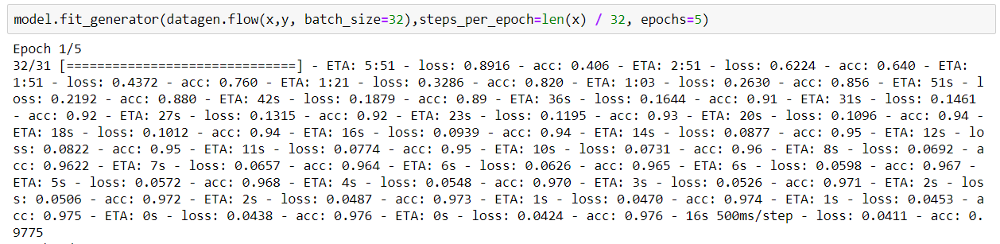 model.fit_generator(datagen.flow(x,y, batch_size=32),steps_per_epoch=len(x) / 32, epochs=5)
Epoch 1/5
32/31 [==============================] - ETA: 5:51 - loss: 0.8916 - acc: 0.406 - ETA: 2:51 - loss: 0.6224 - acc: 0.640 - ETA:
1:51 - loss: 0.4372 - acc: 0.760 - ETA: 1:21 - loss: 0.3286 - acc: 0.820 - ETA: 1:03 - loss: 0.2630 - acc: 0.856 - ETA: 51s - l
oss: 0.2192 - acc: 0.880 - ETA: 42s - loss: 0.1879 - acc: 0.89 - ETA: 36s - loss: 0.1644 - acc: 0.91 - ETA: 31s - loss: 0.1461
- acc: 0.92 - ETA: 27s - loss: 0.1315 - acc: 0.92 - ETA: 23s - loss: 0.1195 - acc: 0.93 - ETA: 20s - loss: 0.1096 - acc: 0.94 -
ETA: 18s - loss: 0.1012 - acc: 0.94 - ETA: 16s - loss: 0.0939 - acc: 0.94 - ETA: 14s - loss: 0.0877 - acc: 0.95 - ETA: 12s - lo
ss: 0.0822 - acc: 0.95 - ETA: 11s - loss: 0.0774 - acc: 0.95 - ETA: 10s - loss: 0.0731 - acc: 0.96 - ETA: 8s - loss: 0.0692 - a
cc: 0.9622 - ETA: 7s - loss: 0.0657 - acc: 0.964 - ETA: 6s - loss: 0.0626 - acc: 0.965 - ETA: 6s - loss: 0.0598 - acc: 0.967 -
ETA: 5s - loss: 0.0572 - acc: 0.968 - ETA: 4s - loss: 0.0548 - acc: 0.970 - ETA: 3s - loss: 0.0526 - acc: 0.971 - ETA: 2s - los
s: 0.0506 - acc: 0.972 - ETA: 2s - loss: 0.0487 - acc: 0.973 - ETA: 1s - loss: 0.0470 - acc: 0.974 - ETA: 1s - loss: 0.0453 - a
cc: 0.975 - ETA: 0s - loss: 0.0438 - acc: 0.976 - ETA: 0s - loss: 0.0424 - acc: 0.976 - 16s 500ms/step - loss: 0.0411 - acc: 0.
9775